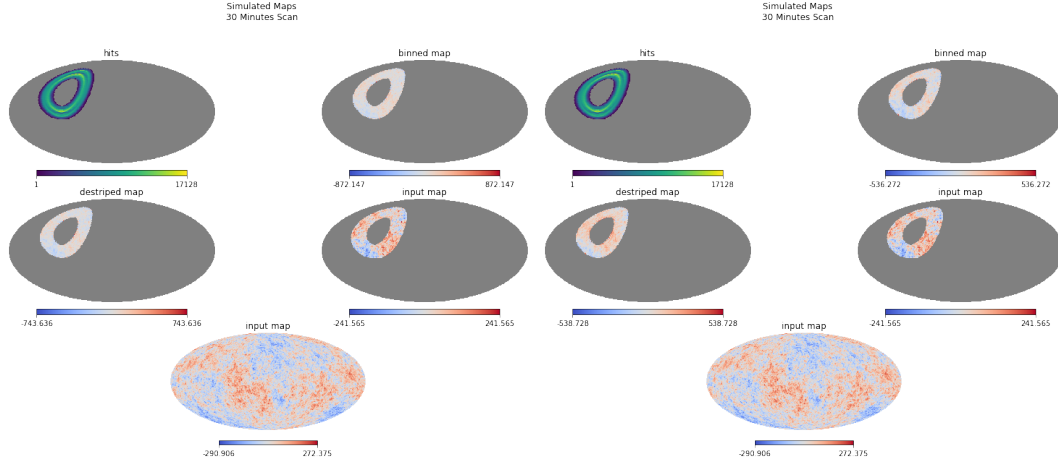 Simulated Maps
30 Minutes Scan
hits
binned map
1
17128
-872.147
872.147
destriped map
input map
-743.636
743.636
-241.565
241.565
input map
-290.906
272.375
Simulated Maps
30 Minutes Scan
hits
binned map
1
17128
-536.272
536.272
destriped map
input map
-538.728
538.728
-241.565
241.565
input map
-290.906
272.375